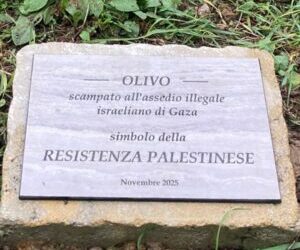 OLIVO
scampato all'assedio illegale
israeliano di Gaza
simbolo della
RESISTENZA PALESTINESE
Novembre 2025